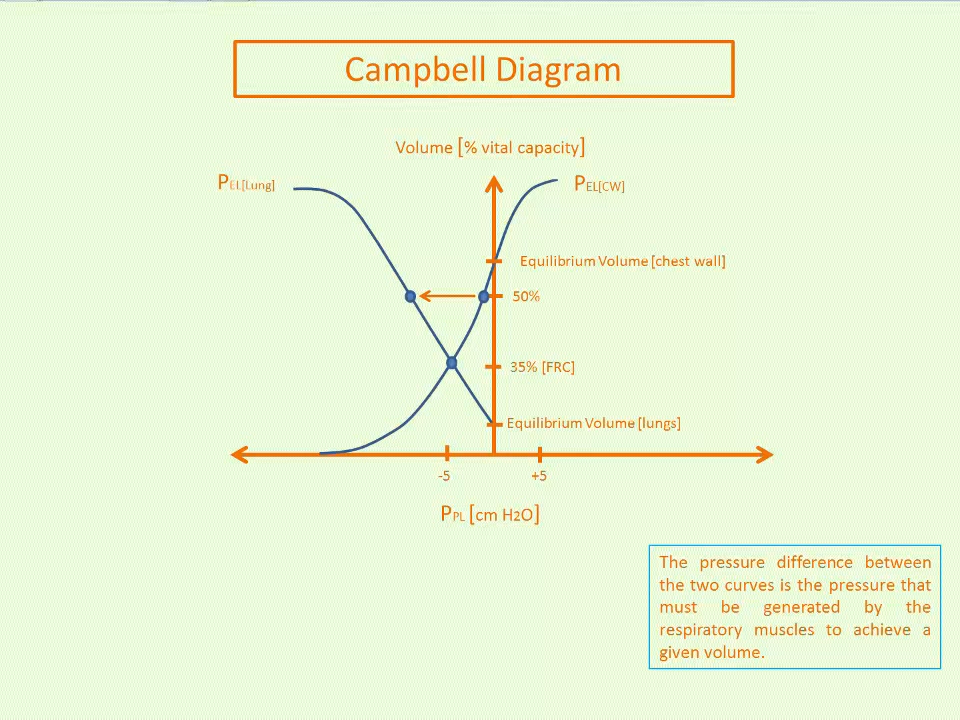 Campbell Diagram
Volume [% vital capacity]
PEL[Lung]
PEL[CW]
Equilibrium Volume [chest wall]
50%
35% [FRC]
Equilibrium Volume [lungs]
-5
+5
PPL [cm H2O]
The pressure difference between
the two curves is the pressure that
must be generated by the
respiratory muscles to achieve a
given volume.